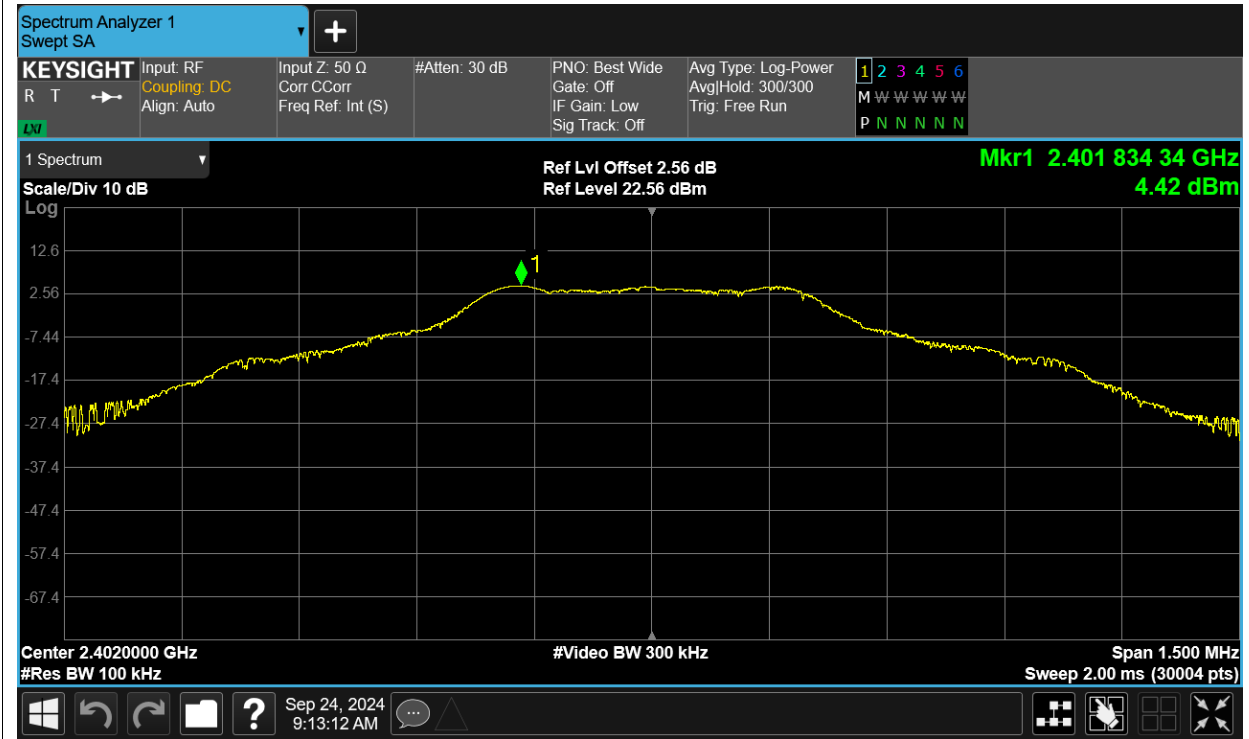 Spectrum Analyzer 1
Swept SA
+
KEYSIGHT
R T
LXI
Input: RF
Coupling: DC
Align: Auto
Input Z: 50 Ω
Corr CCorr
Freq Ref: Int (S)
#Atten: 30 dB
PNO: Best Wide
Gate: Off
IF Gain: Low
Sig Track: Off
Avg Type: Log-Power
Avg|Hold: 300/300
Trig: Free Run
1 2 3 4 5 6
M W W W W W
P N N N N N
1 Spectrum
Scale/Div 10 dB
Ref Lvl Offset 2.56 dB
Ref Level 22.56 dBm
Mkr1 2.401 834 34 GHz
4.42 dBm
Log
12.6
1
2.56
-7.44
-17.4
-27.4
-37.4
-47.4
-57.4
-67.4
Center 2.4020000 GHz
#Video BW 300 kHz
Span 1.500 MHz
#Res BW 100 kHz
Sweep 2.00 ms (30004 pts)
?
Sep 24, 2024
9:13:12 AM